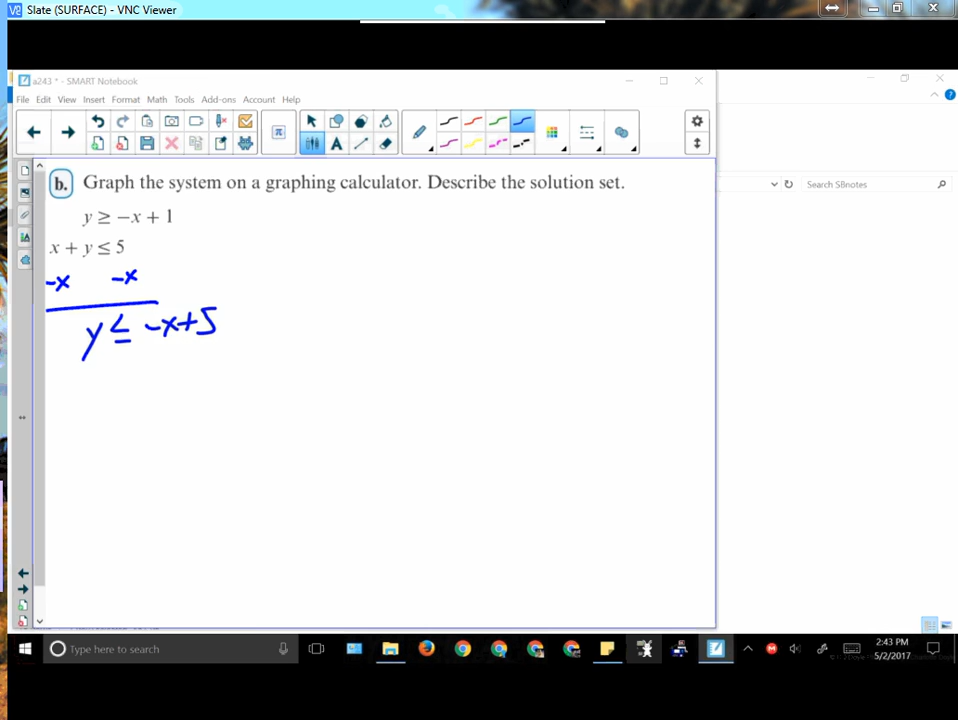 Slate (SURFACE) - VNC Viewer
a243 * - SMART Notebook
File Edit View Insert Format Math Tools Add-ons Account Help
b. Graph the system on a graphing calculator. Describe the solution set.
y ≥ −x + 1
x + y ≤ 5
-x -x
y ≤ -x+5
Search SBnotes
Type here to search
2:43 PM
5/2/2017